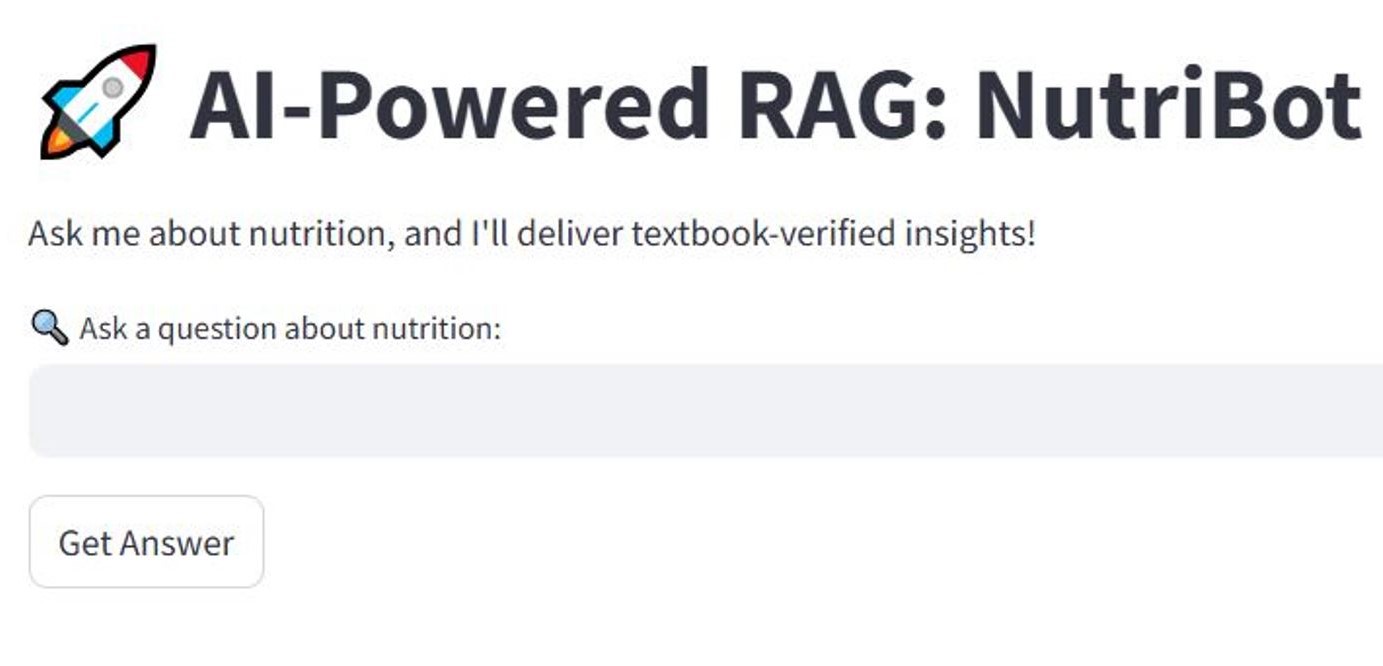 🚀 AI-Powered RAG: NutriBot
Ask me about nutrition, and I'll deliver textbook-verified insights!
🔍 Ask a question about nutrition:
Get Answer